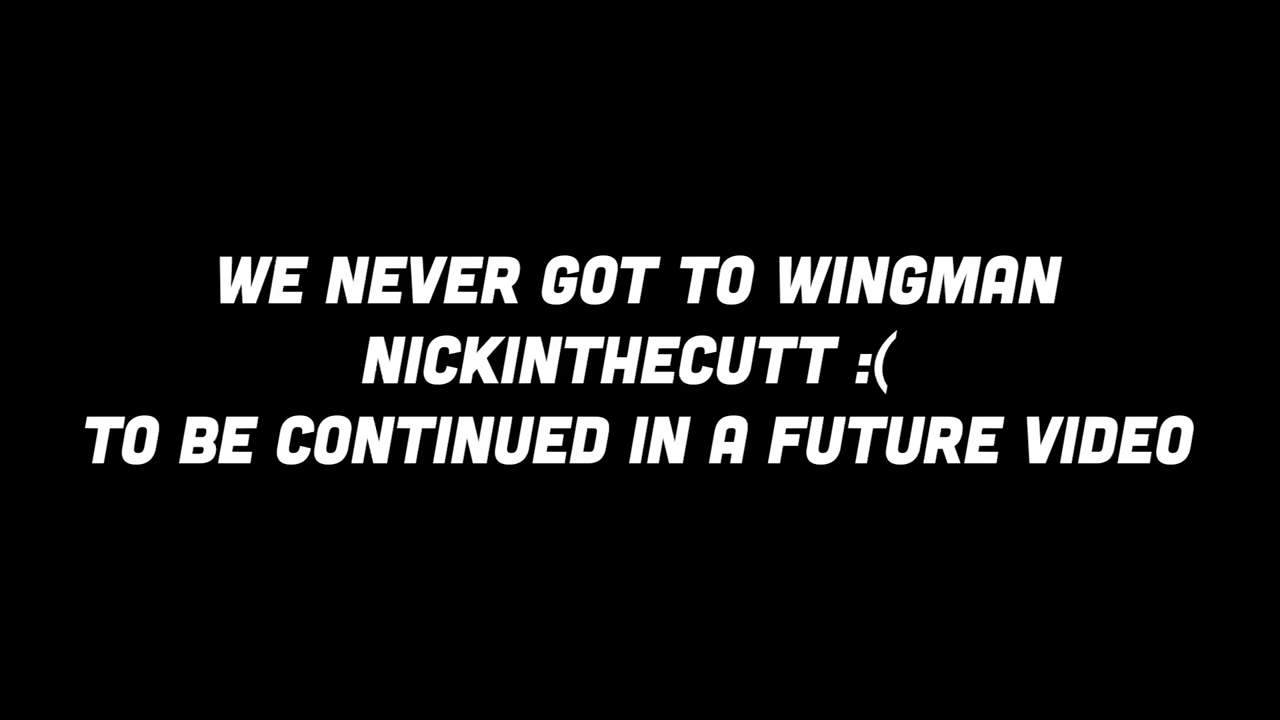 WE NEVER GOT TO WINGMAN
NICKINTHECUTT :(
TO BE CONTINUED IN A FUTURE VIDEO